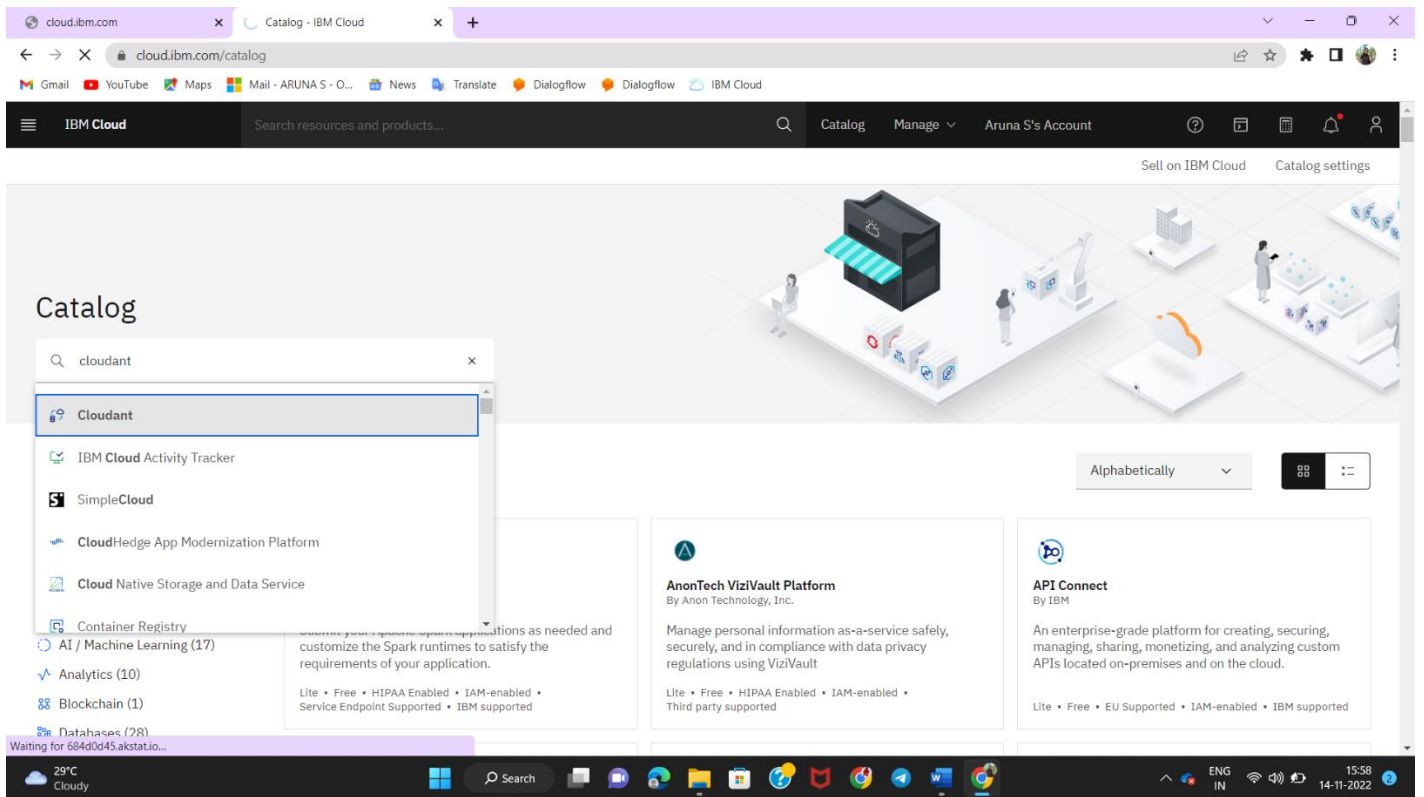 cloud.ibm.com
Catalog - IBM Cloud
cloud.ibm.com/catalog
Gmail YouTube Maps Mail - ARUNA S - O... News Translate Dialogflow Dialogflow IBM Cloud
IBM Cloud Search resources and products... Catalog Manage Aruna S's Account
Sell on IBM Cloud Catalog settings
Catalog
cloudant
Cloudant
IBM Cloud Activity Tracker
SimpleCloud
CloudHedge App Modernization Platform
Cloud Native Storage and Data Service
Container Registry
Alphabetically
AI / Machine Learning (17)
Analytics (10)
Blockchain (1)
Databases (28)
Submit your Apache Spark applications as needed and
customize the Spark runtimes to satisfy the
requirements of your application.
Lite • Free • HIPAA Enabled • IAM-enabled •
Service Endpoint Supported • IBM supported
AnonTech ViziVault Platform
By Anon Technology, Inc.
Manage personal information as-a-service safely,
securely, and in compliance with data privacy
regulations using ViziVault
Lite • Free • HIPAA Enabled • IAM-enabled •
Third party supported
API Connect
By IBM
An enterprise-grade platform for creating, securing,
managing, sharing, monetizing, and analyzing custom
APIs located on-premises and on the cloud.
Lite • Free • EU Supported • IAM-enabled • IBM supported
Waiting for 684d0d45.akstat.io...
29°C
Cloudy
Search
ENG
IN
15:58
14-11-2022
2